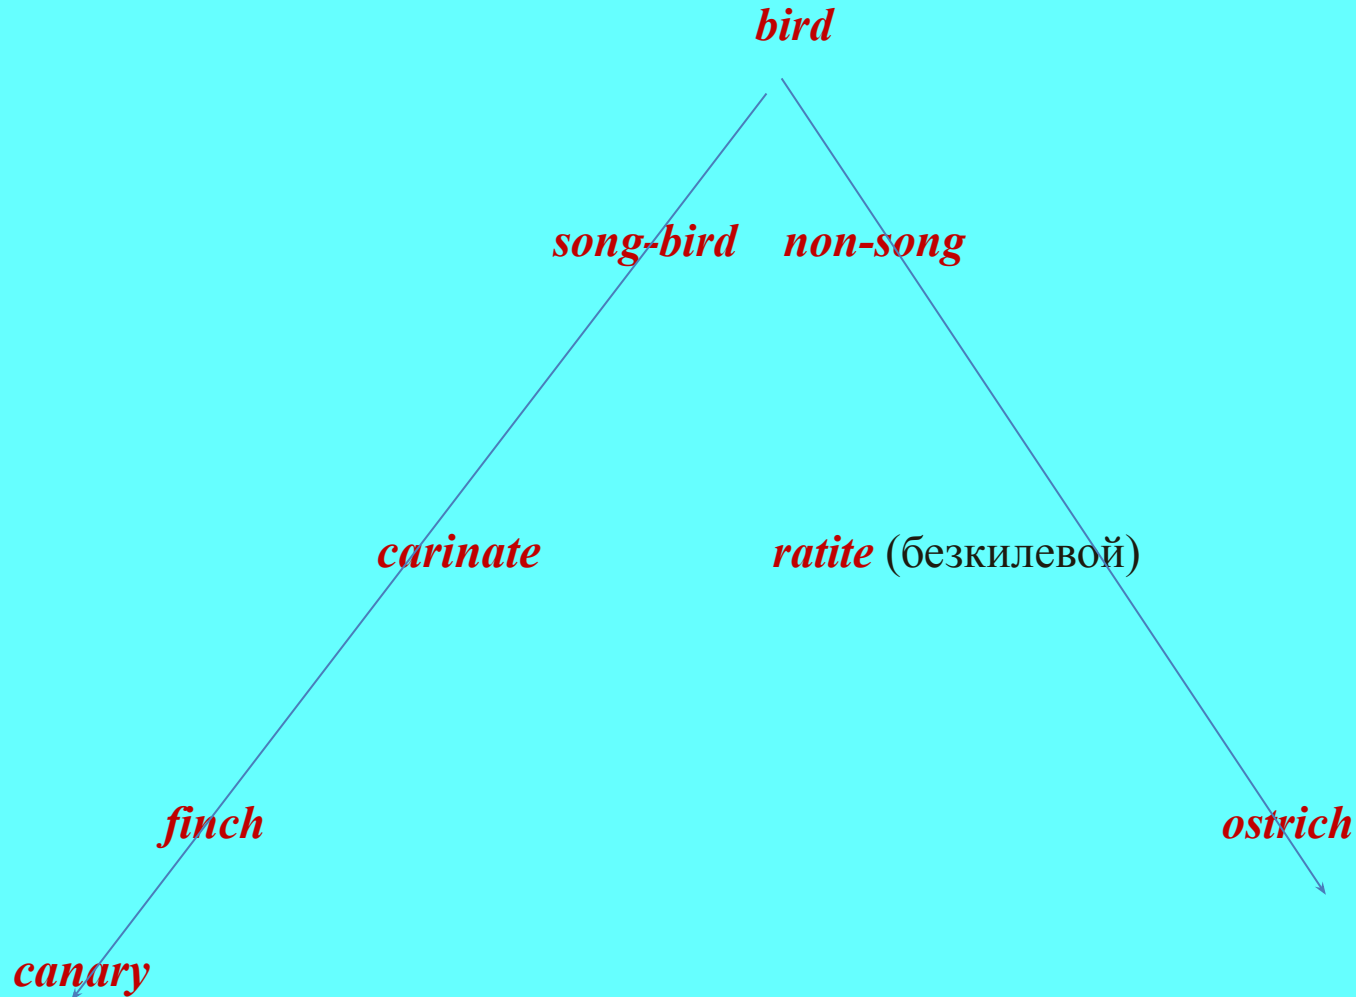 bird
song-bird non-song
carinate ratite (безкилевой)
finch ostrich
canary